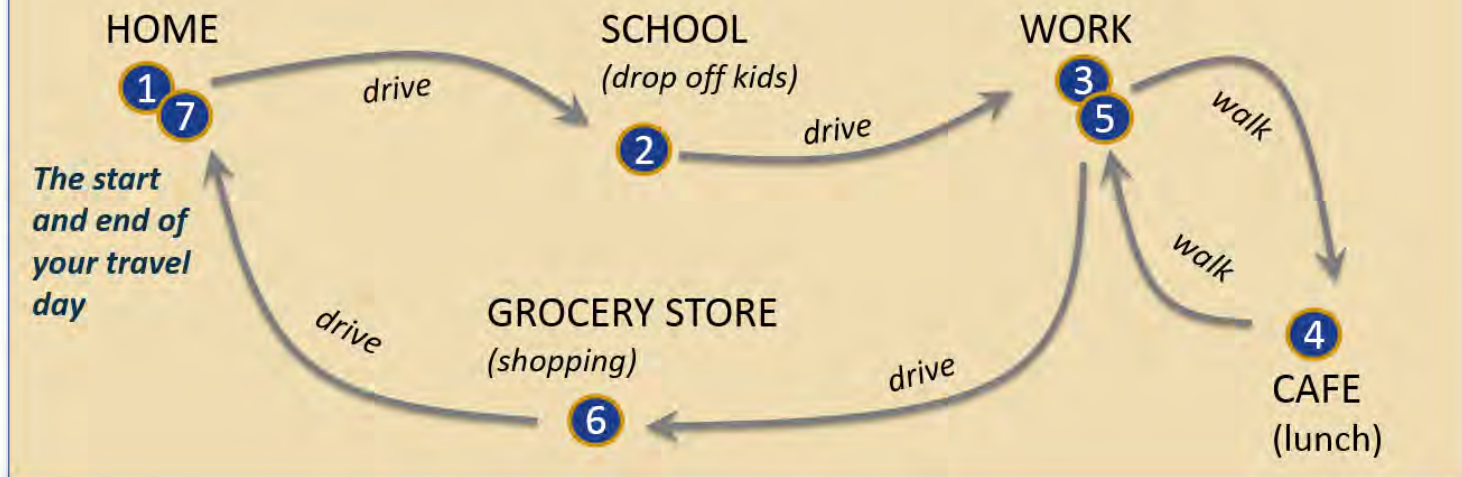 HOME
1
7
The start
and end of
your travel
day
drive
SCHOOL
(drop off kids)
2
drive
WORK
3
5
walk
walk
4
CAFE
(lunch)
drive
GROCERY STORE
(shopping)
6
drive